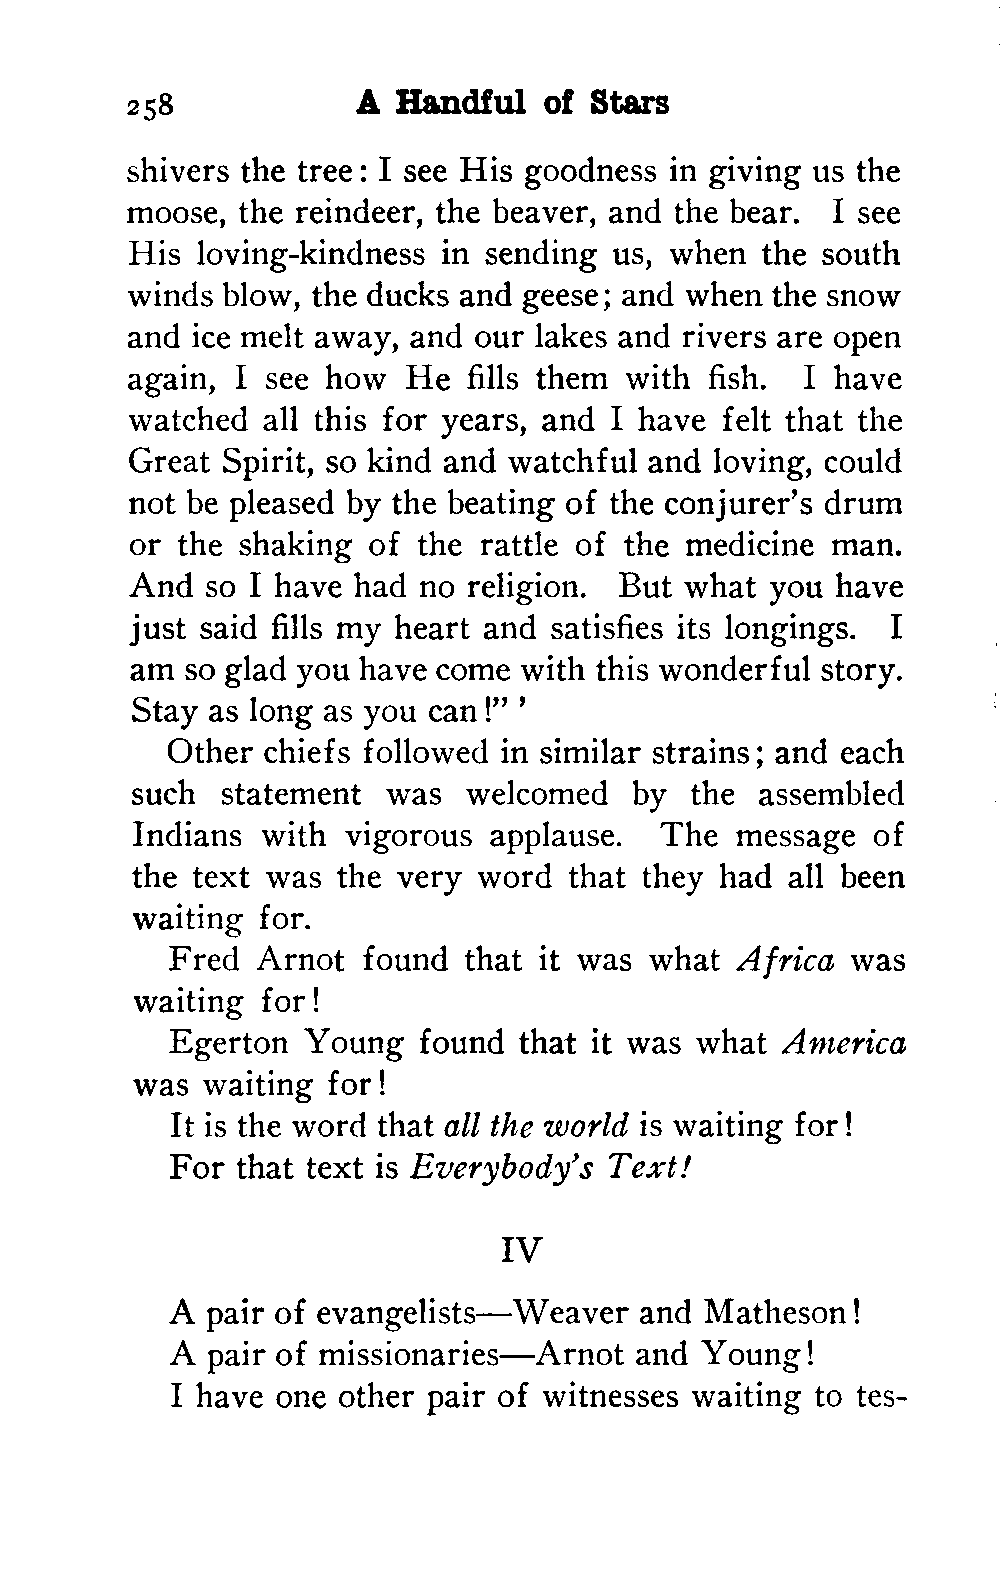 258 A Handful of Stars
shivers the tree: I see His goodness in giving us the
moose, the reindeer, the beaver, and the bear. I see
His loving-kindness in sending us, when the south
winds blow, the ducks and geese; and when the snow
and ice melt away, and our lakes and rivers are open
again, I see how He fills them with fish. I have
watched all this for years, and I have felt that the
Great Spirit, so kind and watchful and loving, could
not be pleased by the beating of the conjurer's drum
or the shaking of the rattle of the medicine man.
And so I have had no religion. But what you have
just said fills my heart and satisfies its longings. I
am so glad you have come with this wonderful story.
Stay as long as you can!" '
Other chiefs followed in similar strains; and each
such statement was welcomed by the assembled
Indians with vigorous applause. The message of
the text was the very word that they had all been
waiting for.
Fred Arnot found that it was what Africa was
waiting for!
Egerton Young found that it was what America
was waiting for!
It is the word that all the world is waiting for!
For that text is Everybody's Text!
IV
A pair of evangelists—Weaver and Matheson!
A pair of missionaries—Arnot and Young!
I have one other pair of witnesses waiting to tes-